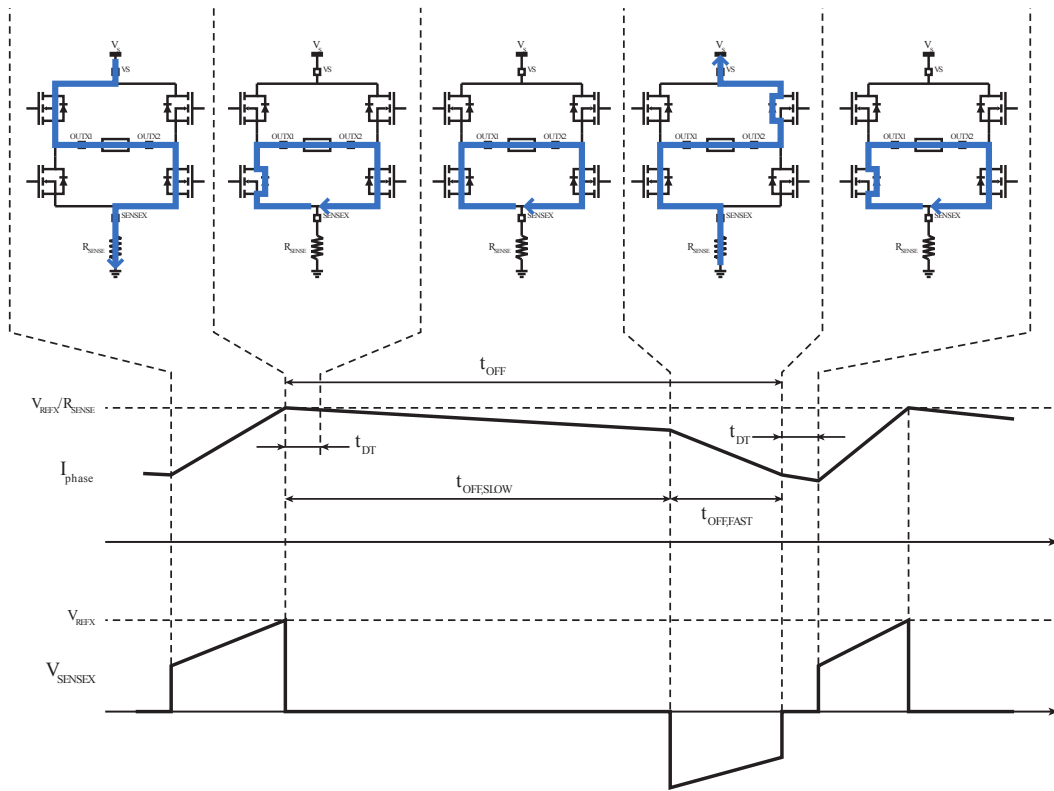 Vs Vs Vs Vs Vs
VS VS VS VS VS
OUTX1 OUTX2 OUTX1 OUTX2 OUTX1 OUTX2 OUTX1 OUTX2 OUTX1 OUTX2
SENSEX SENSEX SENSEX SENSEX SENSEX
RSENSE RSENSE RSENSE RSENSE RSENSE
tOFF
VREFX/RSENSE
tDT tDT
Iphase
tOFF,SLOW
tOFF,FAST
VREFX
VSENSEX